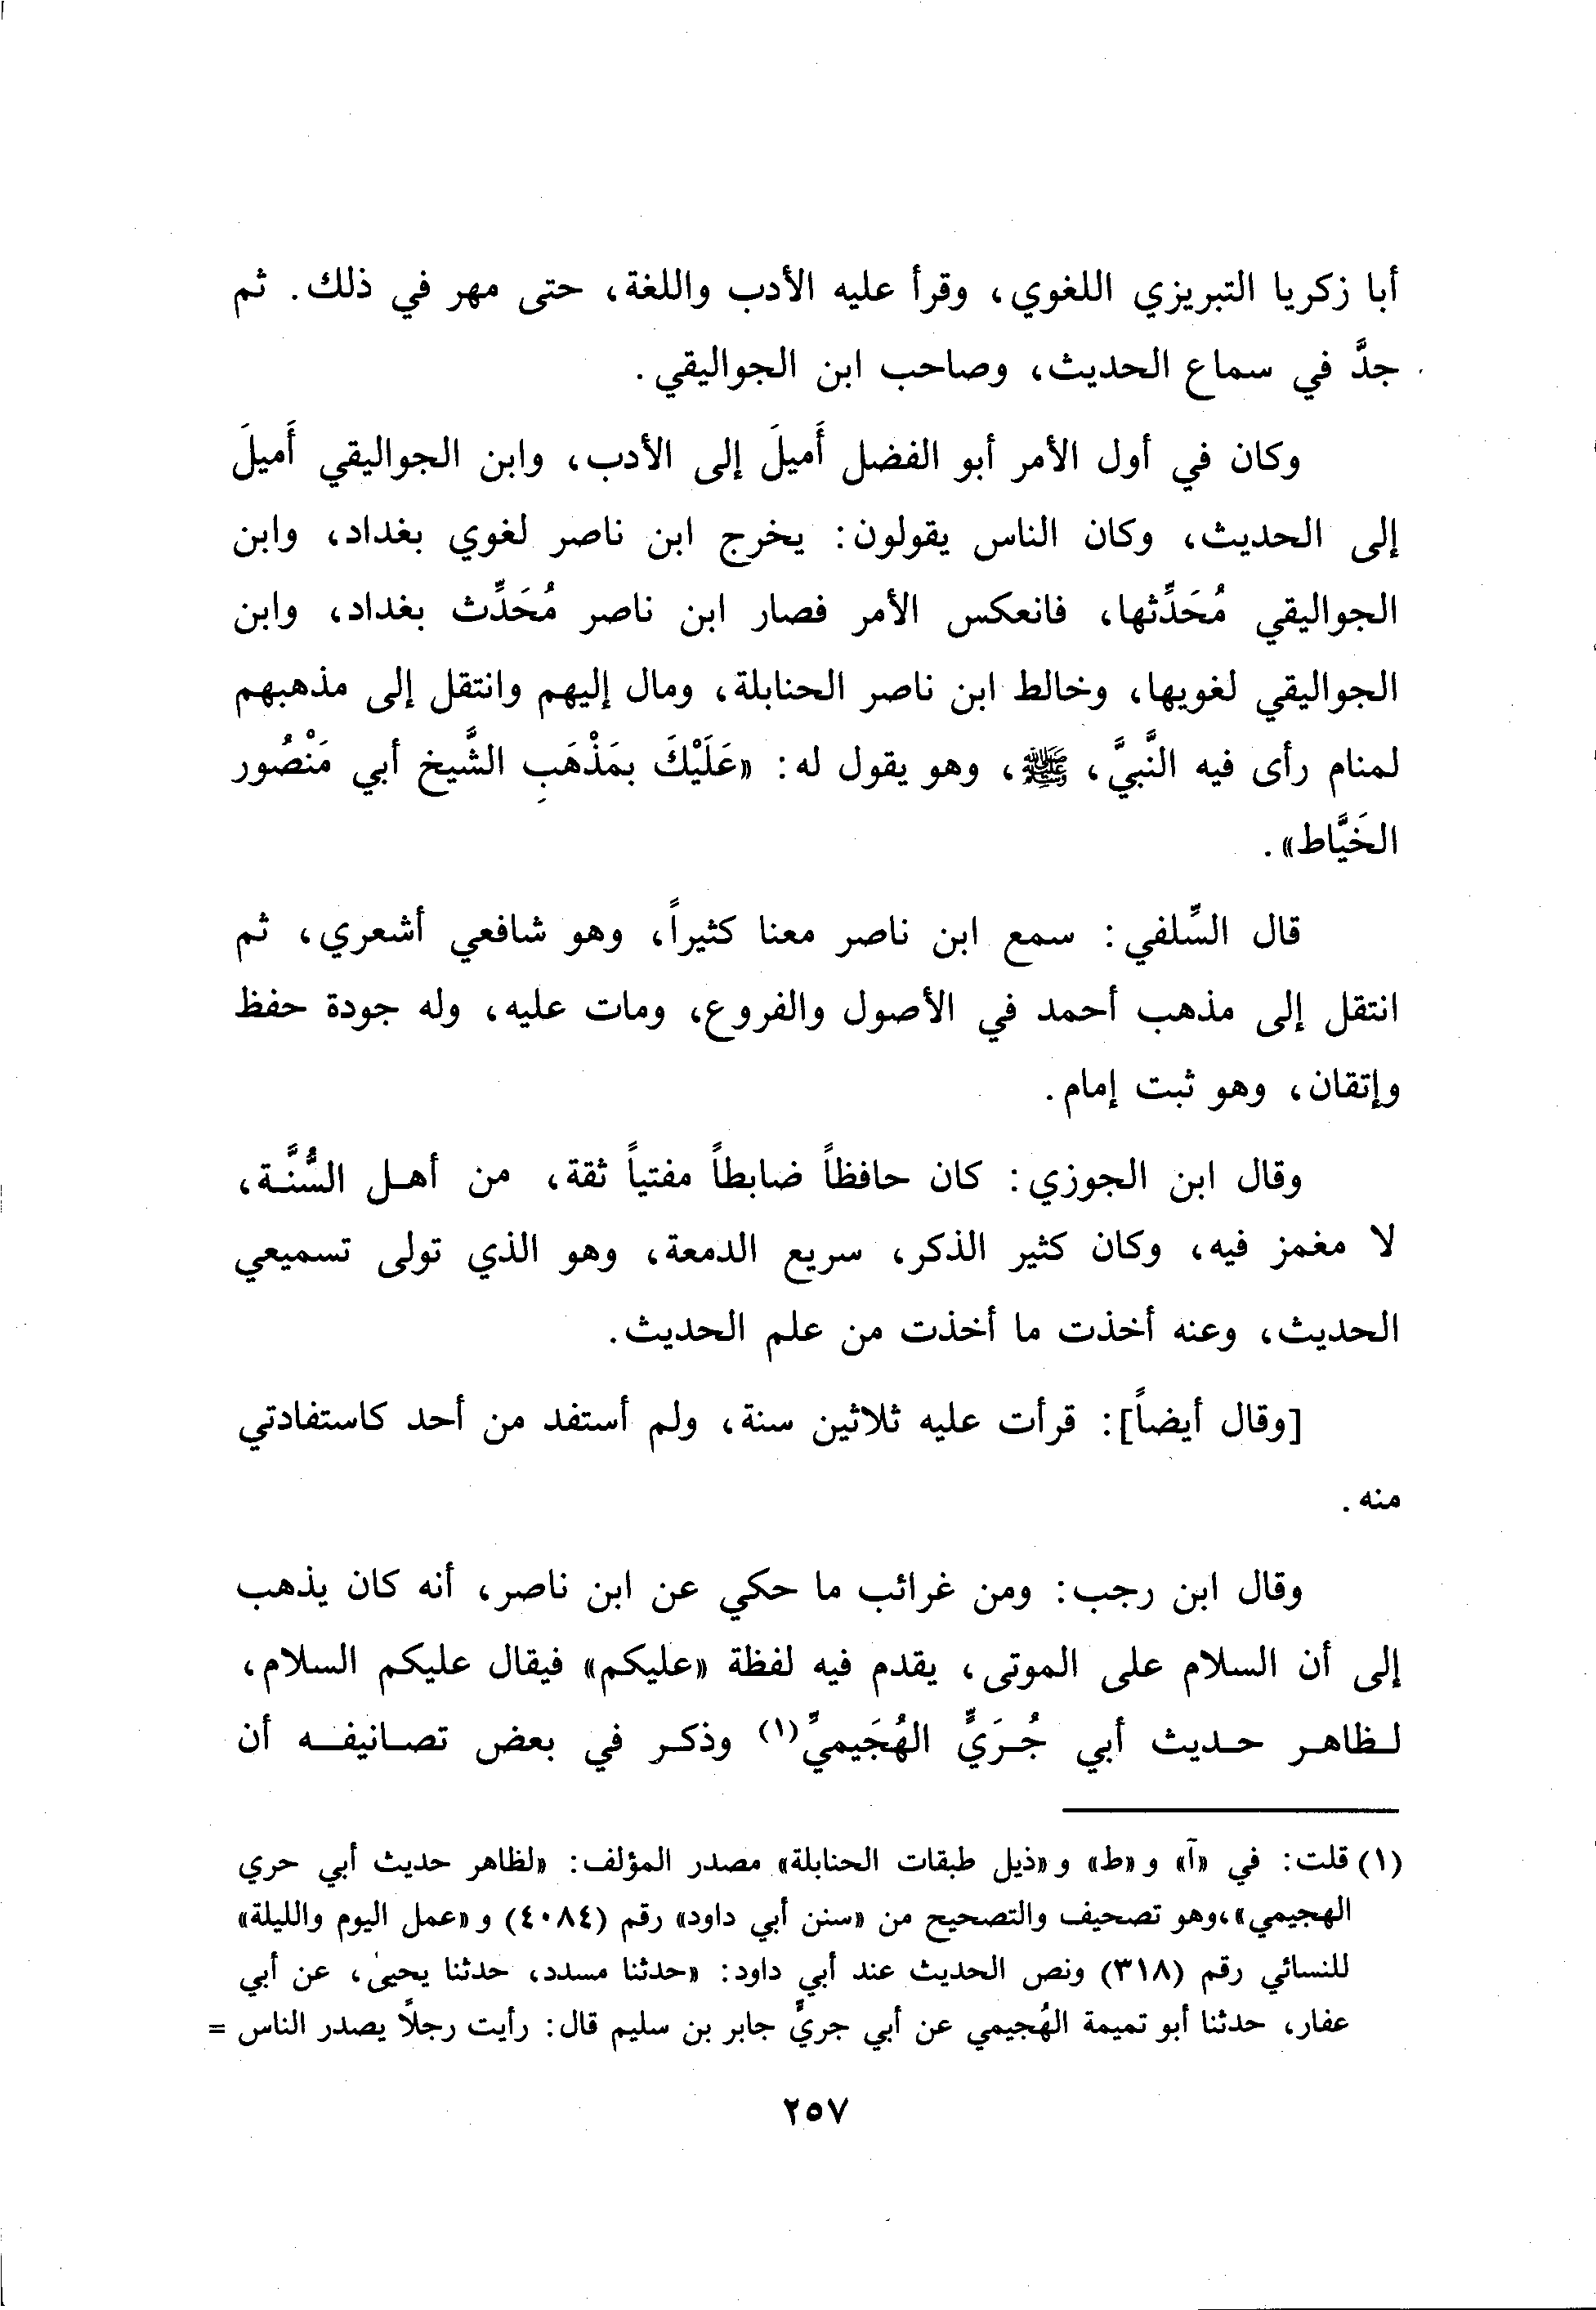 أبا زكريا التبريزي اللغوي، وقرأ عليه الأدب واللغة، حتى مهر في ذلك. ثم
جدَّ في سماع الحديث، وصاحب ابن الجواليقي.
وكان في أول الأمر أبو الفضل أَميلَ إلى الأدب، وابن الجواليقي أَميلَ
إلى الحديث، وكان الناس يقولون: يخرج ابن ناصر لغوي بغداد، وابن
الجواليقي مُحَدِّثها، فانعكس الأمر فصار ابن ناصر مُحَدِّث بغداد، وابن
الجواليقي لغويها، وخالط ابن ناصر الحنابلة، ومال إليهم وانتقل إلى مذهبهم
لمنام رأى فيه النَّبيَّ، ﷺ، وهو يقول له: «عَلَيْكَ بمَذْهَبِ الشَّيخ أبي مَنْصُور
الخَيَّاط».
قال السِّلفي: سمع ابن ناصر معنا كثيراً، وهو شافعي أشعري، ثم
انتقل إلى مذهب أحمد في الأصول والفروع، ومات عليه، وله جودة حفظ
وإتقان، وهو ثبت إمام.
وقال ابن الجوزي: كان حافظاً ضابطاً مفتياً ثقة، من أهل السُّنَّة،
لا مغمز فيه، وكان كثير الذكر، سريع الدمعة، وهو الذي تولى تسميعي
الحديث، وعنه أخذت ما أخذت من علم الحديث.
[وقال أيضاً]: قرأت عليه ثلاثين سنة، ولم أستفد من أحد كاستفادتي
منه.
وقال ابن رجب: ومن غرائب ما حكي عن ابن ناصر، أنه كان يذهب
إلى أن السلام على الموتى، يقدم فيه لفظة «عليكم» فيقال عليكم السلام،
لظاهر حديث أبي جُرَيٍّ الهُجَيميِّ(١) وذكر في بعض تصانيفه أن
(١) قلت: في «آ» و «ط» و «ذيل طبقات الحنابلة» مصدر المؤلف: «لظاهر حديث أبي حري
الهجيمي»،وهو تصحيف والتصحيح من «سنن أبي داود» رقم (٤٠٨٤) و «عمل اليوم والليلة»
للنسائي رقم (٣١٨) ونص الحديث عند أبي داود: «حدثنا مسدد، حدثنا يحيىٰ، عن أبي
عفار، حدثنا أبو تميمة الهُجيمي عن أبي جريٍّ جابر بن سليم قال: رأيت رجلاً يصدر الناس =
٢٥٧